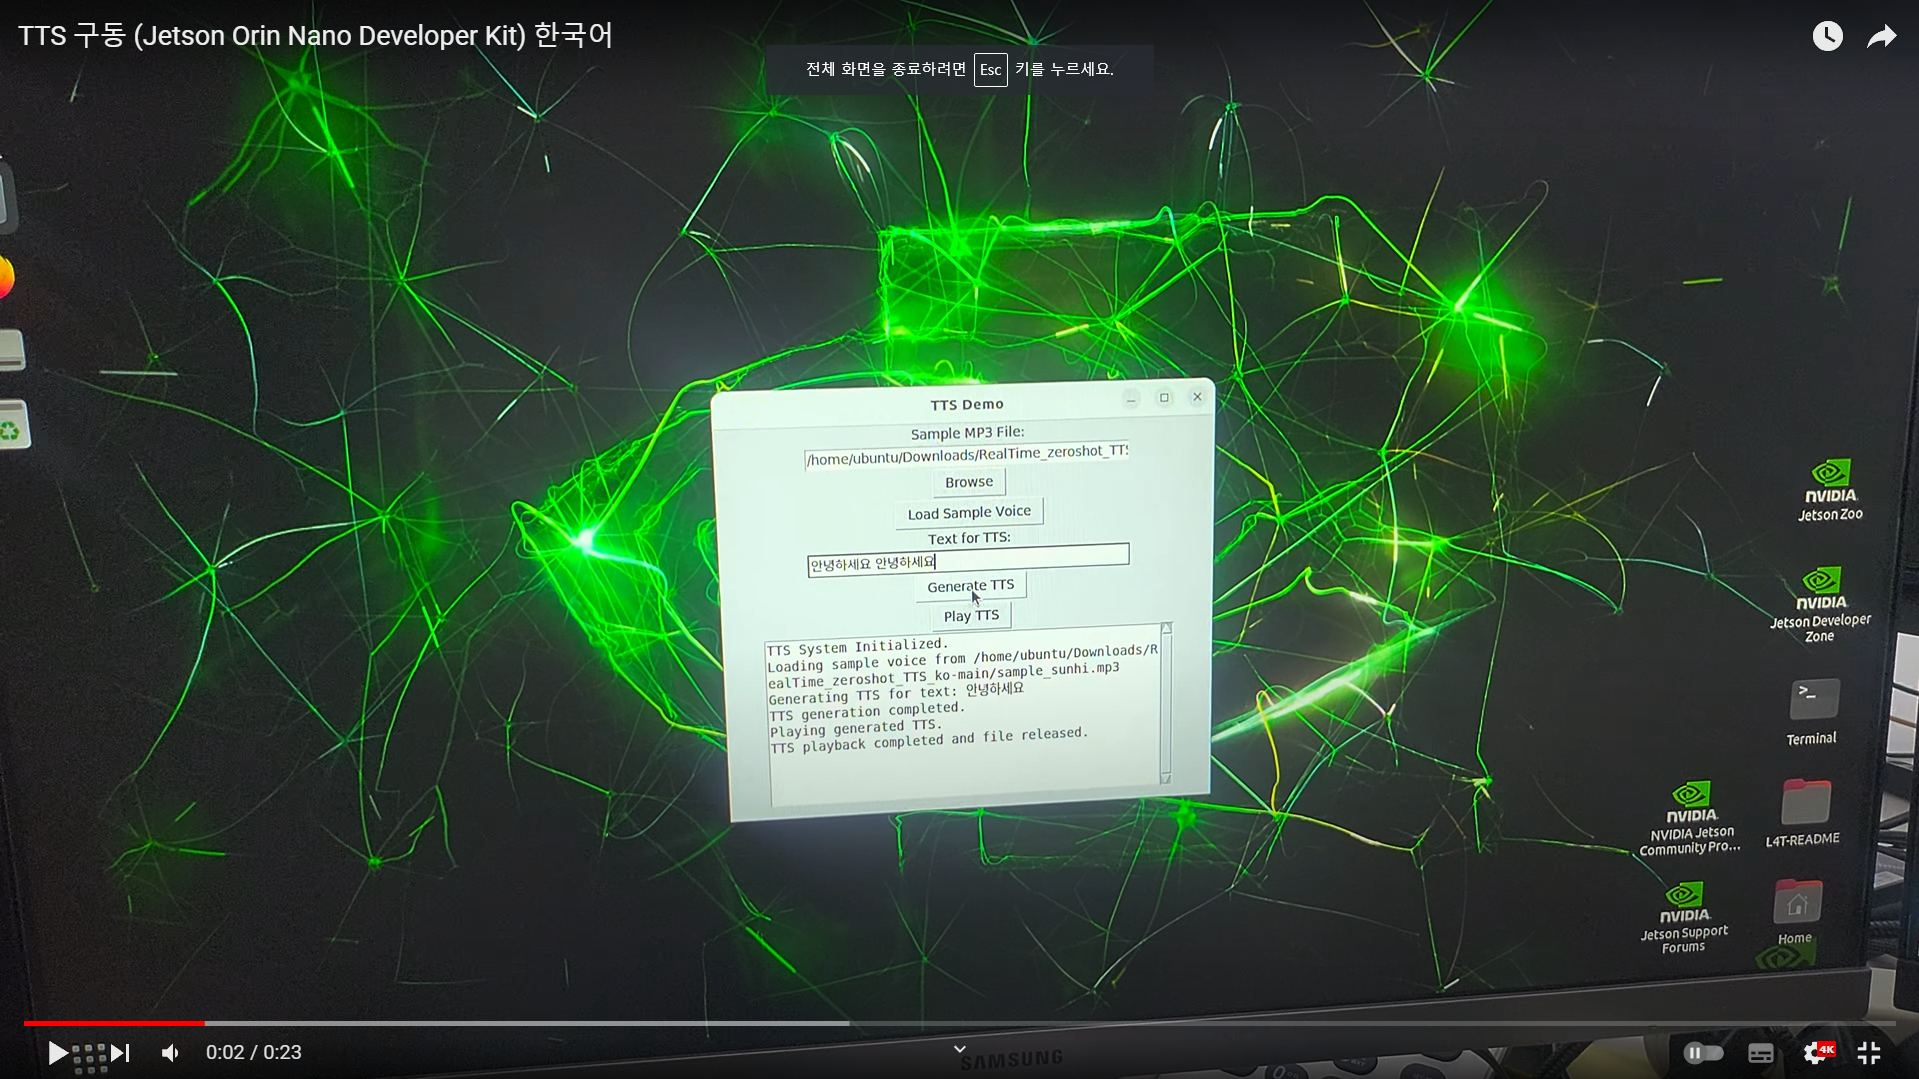 TTS 구동 (Jetson Orin Nano Developer Kit) 한국어
전체 화면을 종료하려면 Esc 키를 누르세요.
TTS Demo
Sample MP3 File:
/home/ubuntu/Downloads/RealTime_zeroshot_TTS
Browse
Load Sample Voice
Text for TTS:
안녕하세요 안녕하세요
Generate TTS
Play TTS
TTS System Initialized.
Loading sample voice from /home/ubuntu/Downloads/R
ealTime_zeroshot_TTS_ko-main/sample_sunhi.mp3
Generating TTS for text: 안녕하세요
TTS generation completed.
Playing generated TTS.
TTS playback completed and file released.
NVIDIA.
Jetson Zoo
NVIDIA.
Jetson Developer
Zone
>_
Terminal
NVIDIA.
NVIDIA Jetson
Community Pro...
L4T-README
NVIDIA.
Jetson Support
Forums
Home
0:02 / 0:23
SAMSUNG
4K